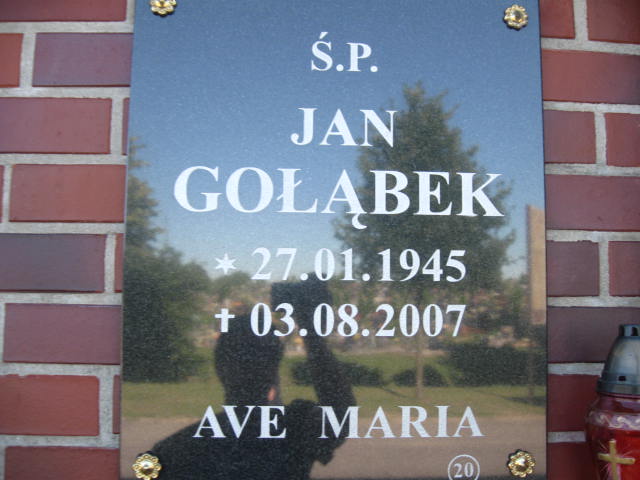 Ś.P.
JAN
GOŁĄBEK
* 27.01.1945
✝ 03.08.2007
AVE MARIA
20